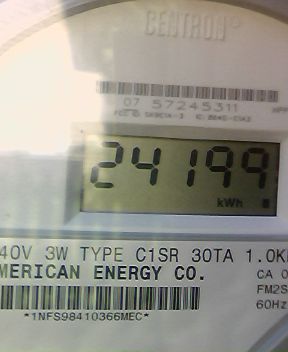 CENTRON
07 57245311
24199
kWh
40V 3W TYPE C1SR 30TA 1.0K
MERICAN ENERGY CO.
CA 0
FM2S
60Hz
*1NFS98410366MEC*